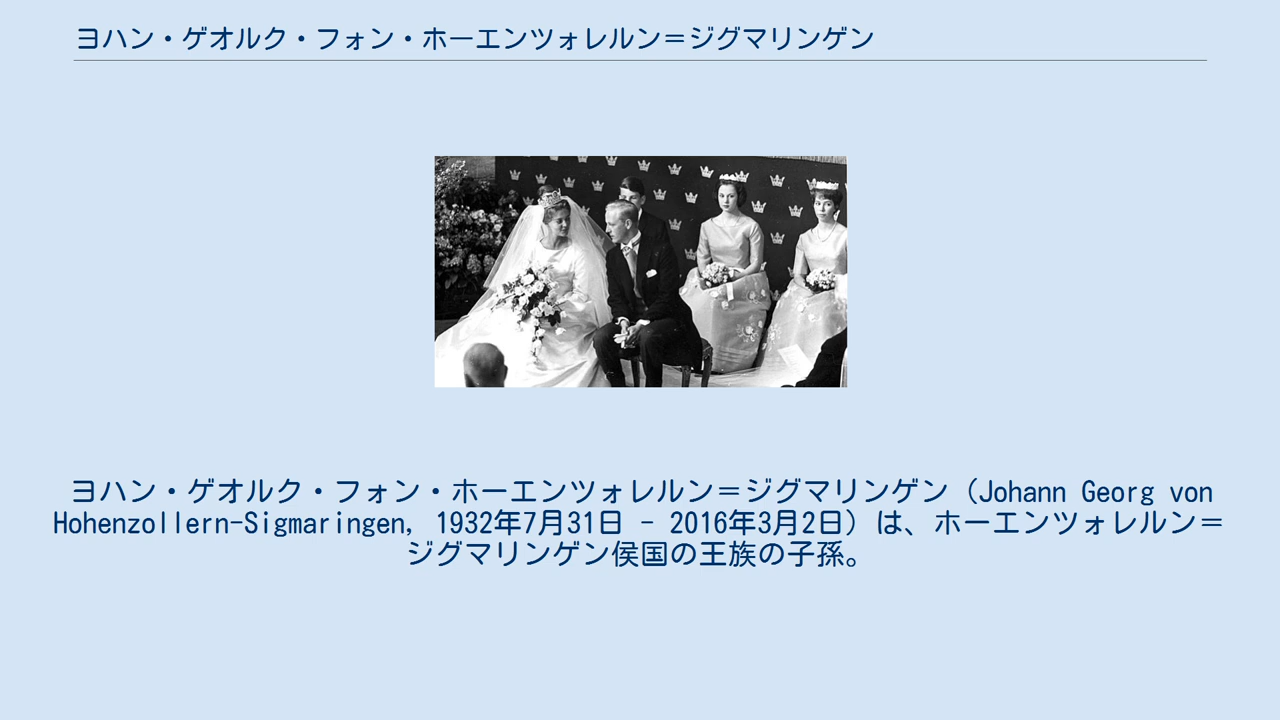 ヨハン・ゲオルク・フォン・ホーエンツォレルン＝ジグマリンゲン
ヨハン・ゲオルク・フォン・ホーエンツォレルン＝ジグマリンゲン（Johann Georg von
Hohenzollern-Sigmaringen, 1932年7月31日 - 2016年3月2日）は、ホーエンツォレルン＝
ジグマリンゲン侯国の王族の子孫。